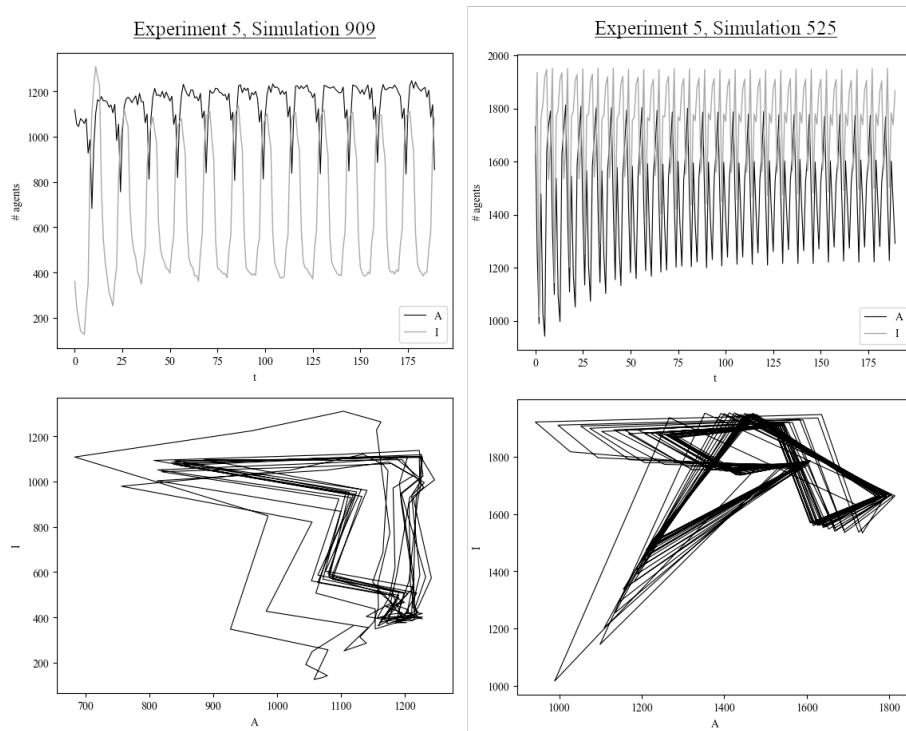 Experiment 5, Simulation 909
1200
1000
800
600
400
200
# agents
A
I
0 25 50 75 100 125 150 175
t
1200
1000
800
600
400
200
I
700 800 900 1000 1100 1200
A
Experiment 5, Simulation 525
2000
1800
1600
1400
1200
1000
# agents
A
I
0 25 50 75 100 125 150 175
t
1800
1600
1400
1200
1000
I
1000 1200 1400 1600 1800
A